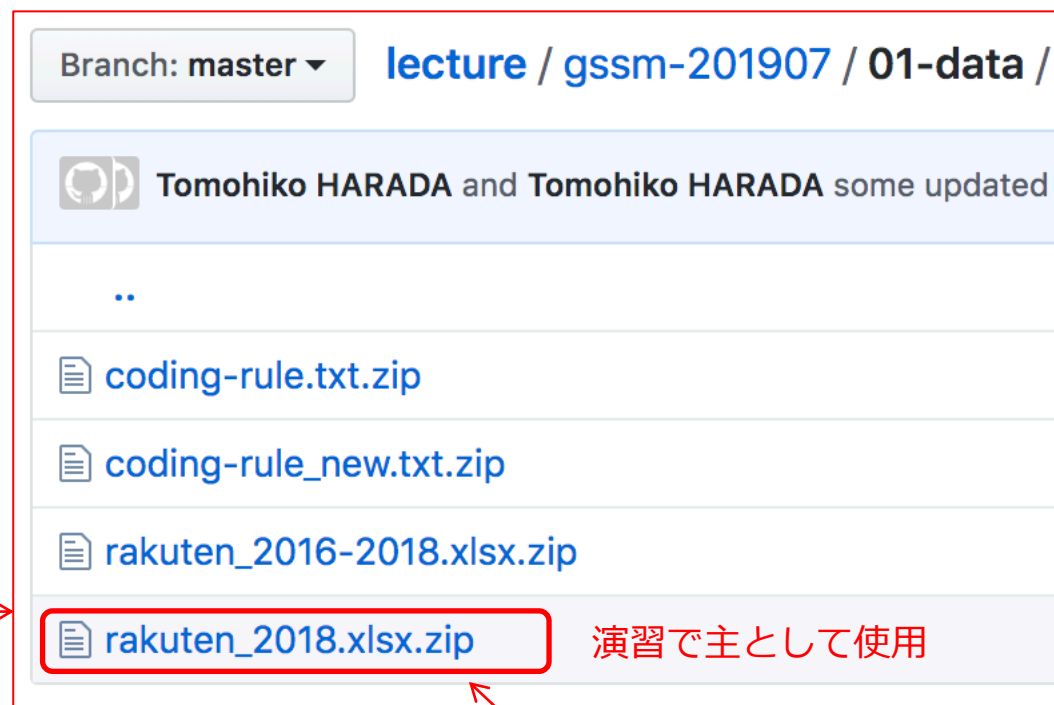 Branch: master
lecture / gssm-201907 / 01-data /
Tomohiko HARADA and Tomohiko HARADA some updated
..
coding-rule.txt.zip
coding-rule_new.txt.zip
rakuten_2016-2018.xlsx.zip
rakuten_2018.xlsx.zip 演習で主として使用